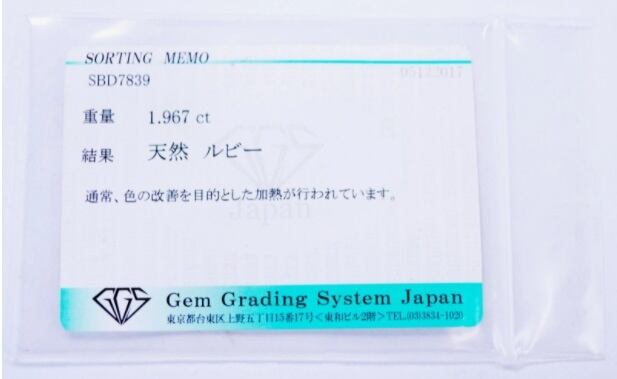 SORTING MEMO
SBD7839
05122017
重量 1.967 ct
結果 天然 ルビー
通常、色の改善を目的とした加熱が行われています。
Japan
GGS Gem Grading System Japan
東京都台東区上野五丁目15番17号<東和ビル2階>TEL.(03)3834-1020